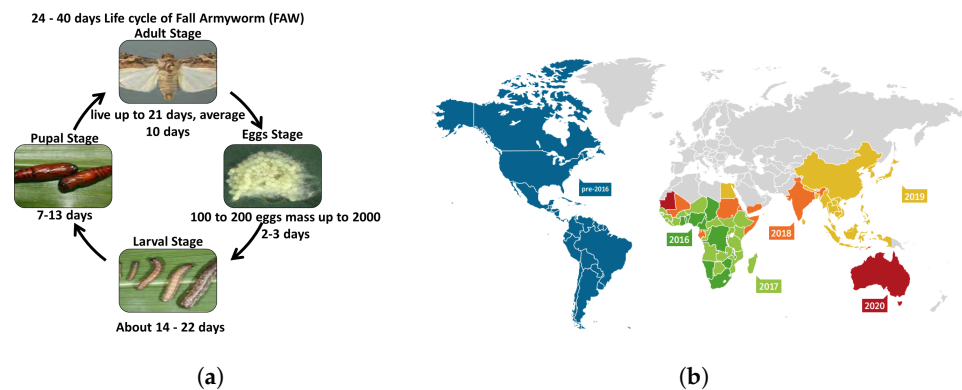 24 - 40 days Life cycle of Fall Armyworm (FAW)
Adult Stage
live up to 21 days, average
10 days
Pupal Stage
7-13 days
Eggs Stage
100 to 200 eggs mass up to 2000
2-3 days
Larval Stage
About 14 - 22 days
(a)
pre-2016
2016
2017
2018
2019
2020
(b)